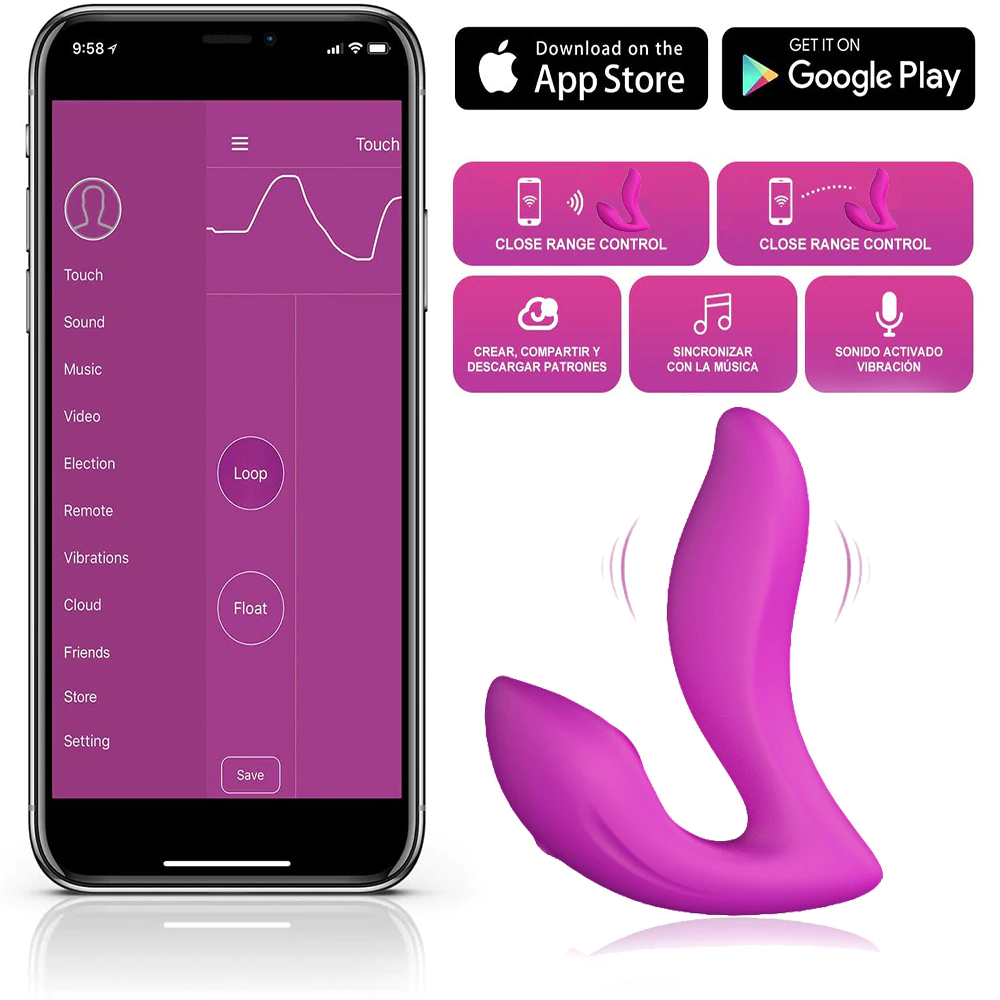 9:58
Touch
Touch
Sound
Music
Video
Election
Remote
Vibrations
Cloud
Friends
Store
Setting
Loop
Float
Save
Download on the
App Store
GET IT ON
Google Play
CLOSE RANGE CONTROL
CLOSE RANGE CONTROL
CREAR, COMPARTIR Y
DESCARGAR PATRONES
SINCRONIZAR
CON LA MÚSICA
SONIDO ACTIVADO
VIBRACIÓN